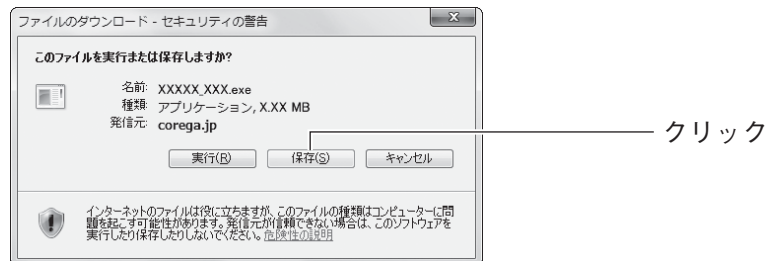 ファイルのダウンロード - セキュリティの警告
x
このファイルを実行または保存しますか?
名前: XXXXX_XXX.exe
種類: アプリケーション, X.XX MB
発信元: corega.jp
実行(R) 保存(S) キャンセル
クリック
インターネットのファイルは役に立ちますが、このファイルの種類はコンピューターに問
題を起こす可能性があります。発信元が信頼できない場合は、このソフトウェアを
実行したり保存したりしないでください。危険性の説明